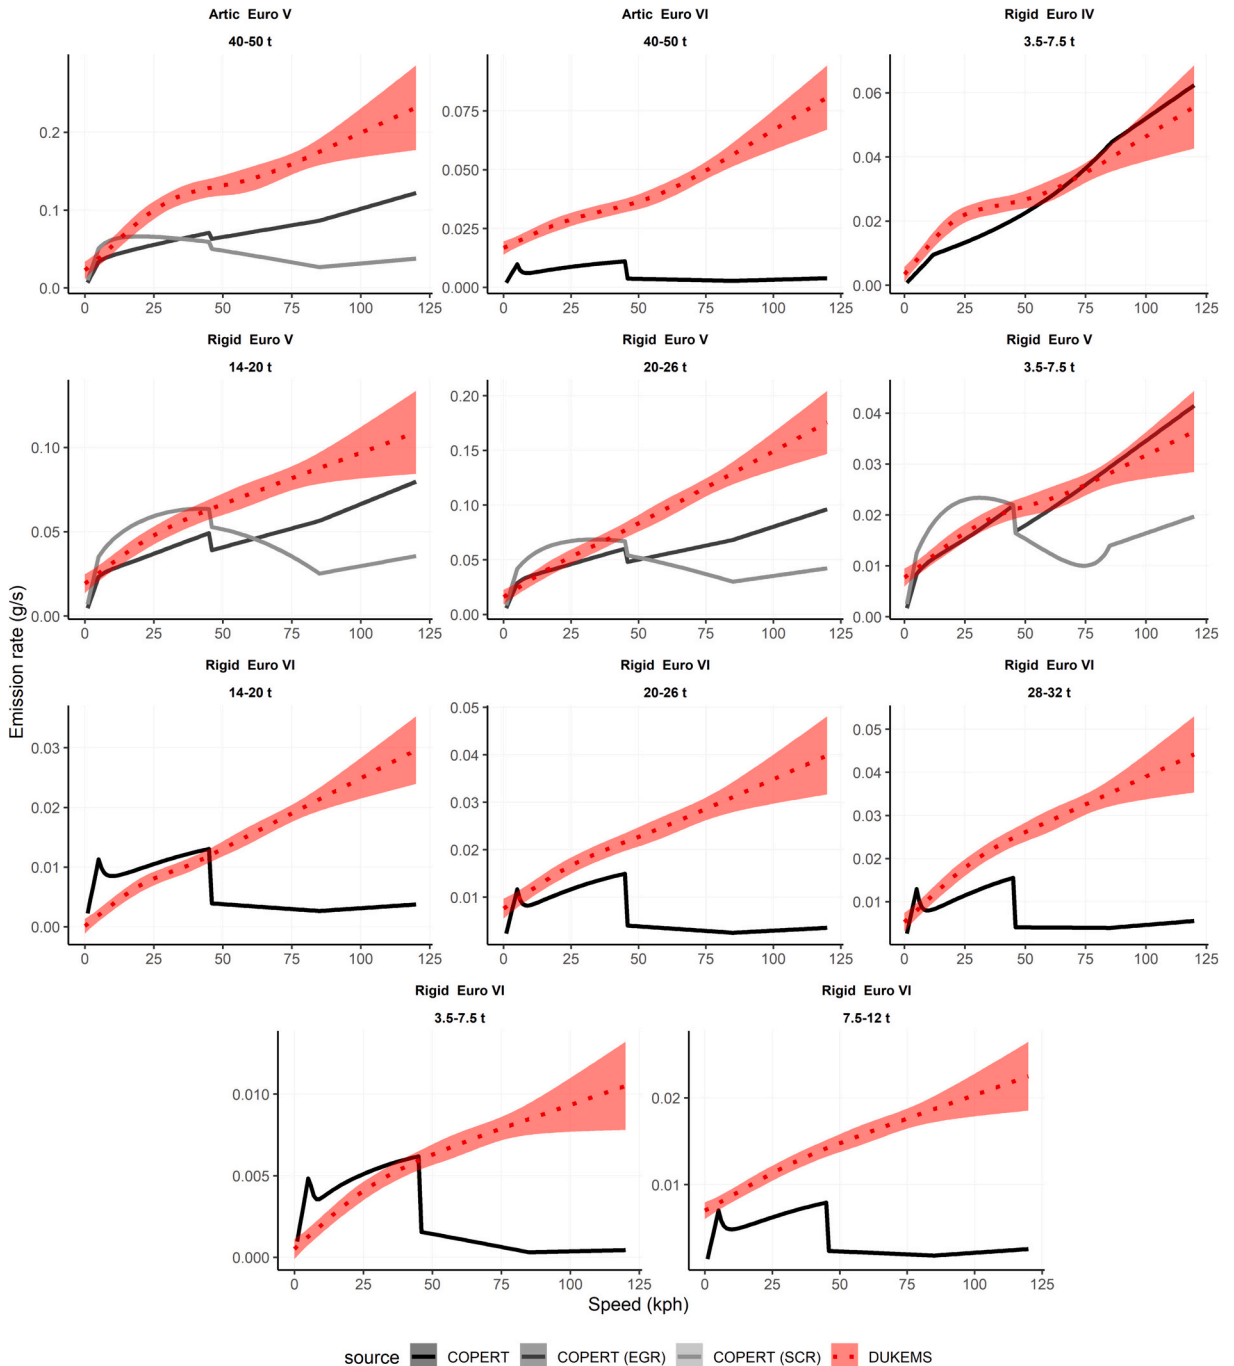 Artic Euro V
40-50 t
Artic Euro VI
40-50 t
Rigid Euro IV
3.5-7.5 t
0.2
0.1
0.0
0 25 50 75 100 125
0.075
0.050
0.025
0.000
0 25 50 75 100 125
0.06
0.04
0.02
0.00
0 25 50 75 100 125
Rigid Euro V
14-20 t
Rigid Euro V
20-26 t
Rigid Euro V
3.5-7.5 t
0.10
0.05
0.00
0 25 50 75 100 125
0.20
0.15
0.10
0.05
0.00
0 25 50 75 100 125
0.04
0.03
0.02
0.01
0.00
0 25 50 75 100 125
Emission rate (g/s)
Rigid Euro VI
14-20 t
Rigid Euro VI
20-26 t
Rigid Euro VI
28-32 t
0.03
0.02
0.01
0.00
0 25 50 75 100 125
0.05
0.04
0.03
0.02
0.01
0 25 50 75 100 125
0.05
0.04
0.03
0.02
0.01
0 25 50 75 100 125
Rigid Euro VI
3.5-7.5 t
Rigid Euro VI
7.5-12 t
0.010
0.005
0.000
0 25 50 75 100 125
0.02
0.01
0 25 50 75 100 125
Speed (kph)
source COPERT COPERT (EGR) COPERT (SCR) DUKEMS